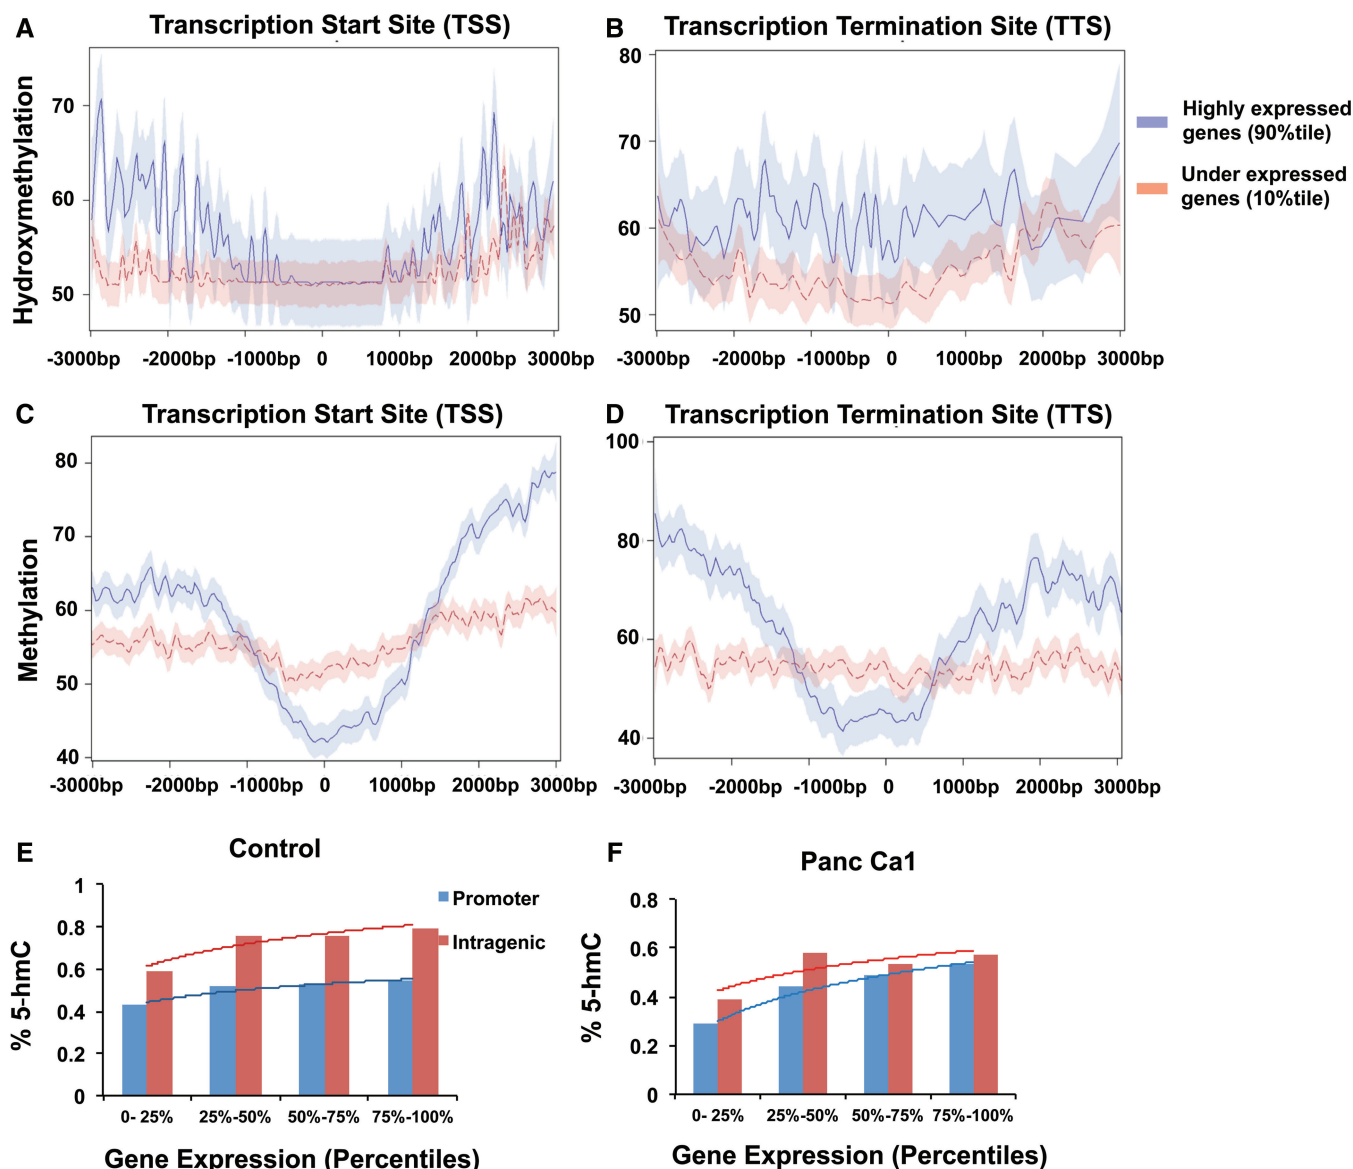 A Transcription Start Site (TSS)
Hydroxymethylation
70
60
50
-3000bp -2000bp -1000bp 0 1000bp 2000bp 3000bp
B Transcription Termination Site (TTS)
80
70
60
50
-3000bp -2000bp -1000bp 0 1000bp 2000bp 3000bp
Highly expressed
genes (90%tile)
Under expressed
genes (10%tile)
C Transcription Start Site (TSS)
Methylation
80
70
60
50
40
-3000bp -2000bp -1000bp 0 1000bp 2000bp 3000bp
D Transcription Termination Site (TTS)
100
80
60
40
-3000bp -2000bp -1000bp 0 1000bp 2000bp 3000bp
E Control
% 5-hmC
1
0.8
0.6
0.4
0.2
0
Promoter
Intragenic
0- 25% 25%-50% 50%-75% 75%-100%
Gene Expression (Percentiles)
F Panc Ca1
% 5-hmC
0.8
0.6
0.4
0.2
0
0- 25% 25%-50% 50%-75% 75%-100%
Gene Expression (Percentiles)